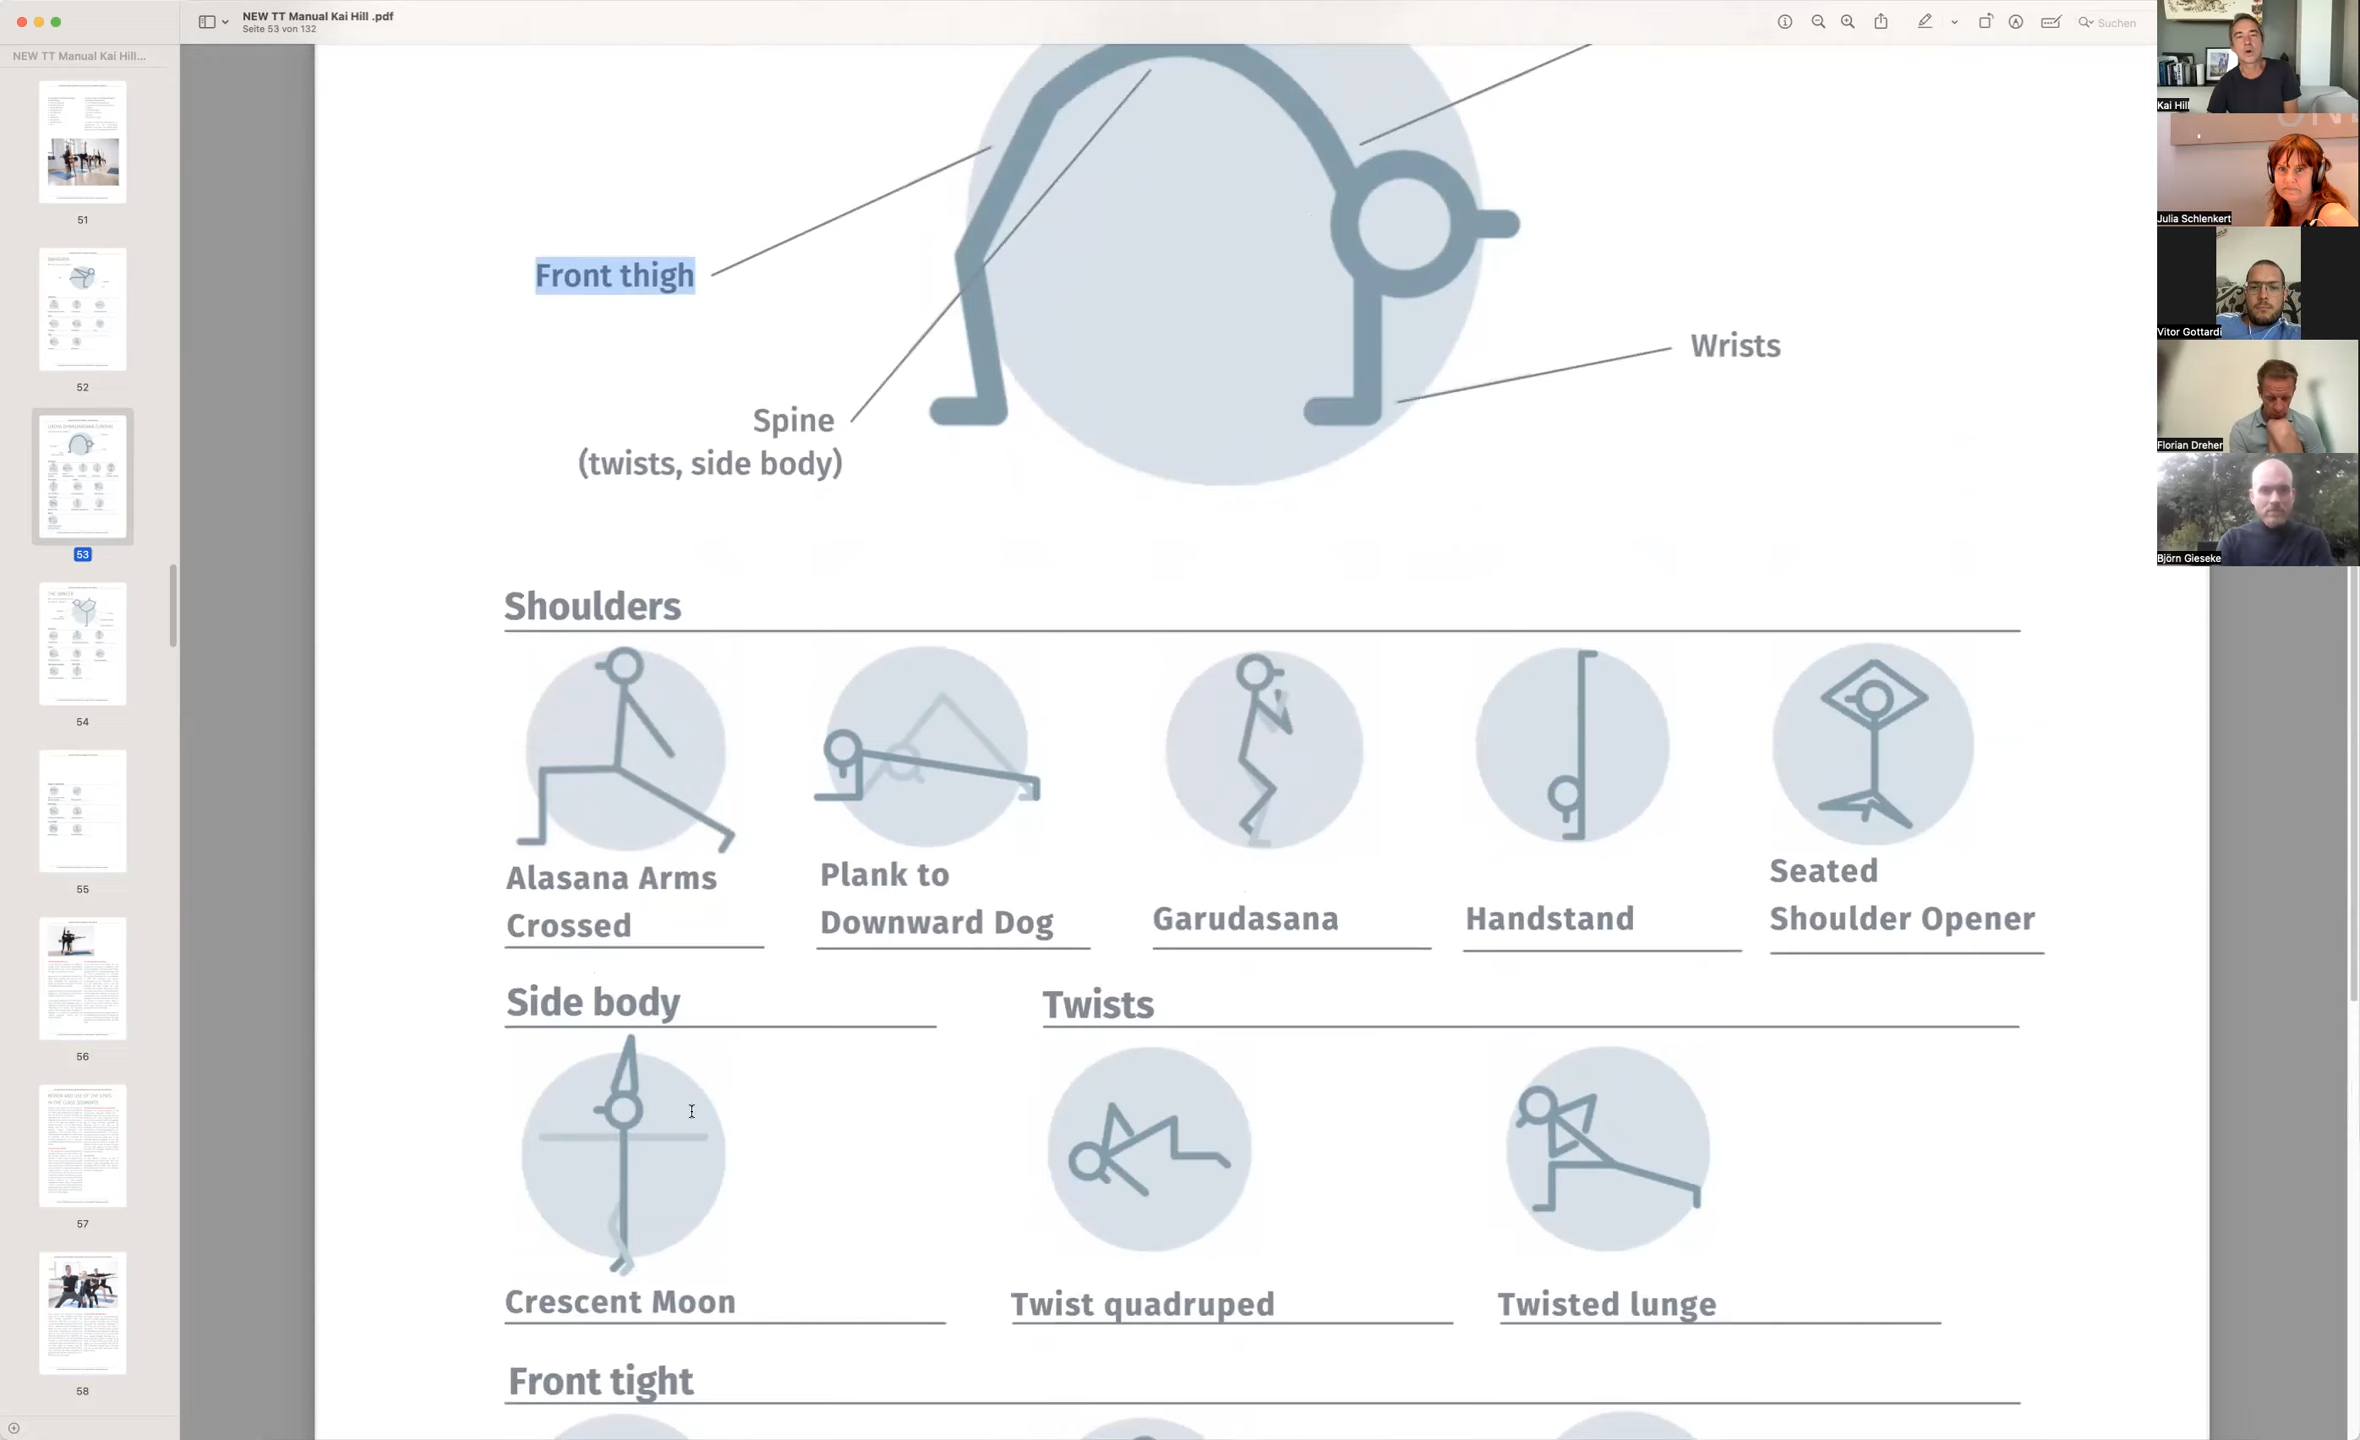 NEW TT Manual Kai Hill .pdf
Seite 53 von 132
Suchen
NEW TT Manual Kai Hill...
51
52
53
54
55
56
57
58
Front thigh
Wrists
Spine
(twists, side body)
Shoulders
Alasana Arms
Crossed
Plank to
Downward Dog
Garudasana
Handstand
Seated
Shoulder Opener
Side body
Twists
Crescent Moon
Twist quadruped
Twisted lunge
Front tight
Kai Hill
Julia Schlenkert
Vitor Gottardi
Florian Dreher
Björn Gieseke